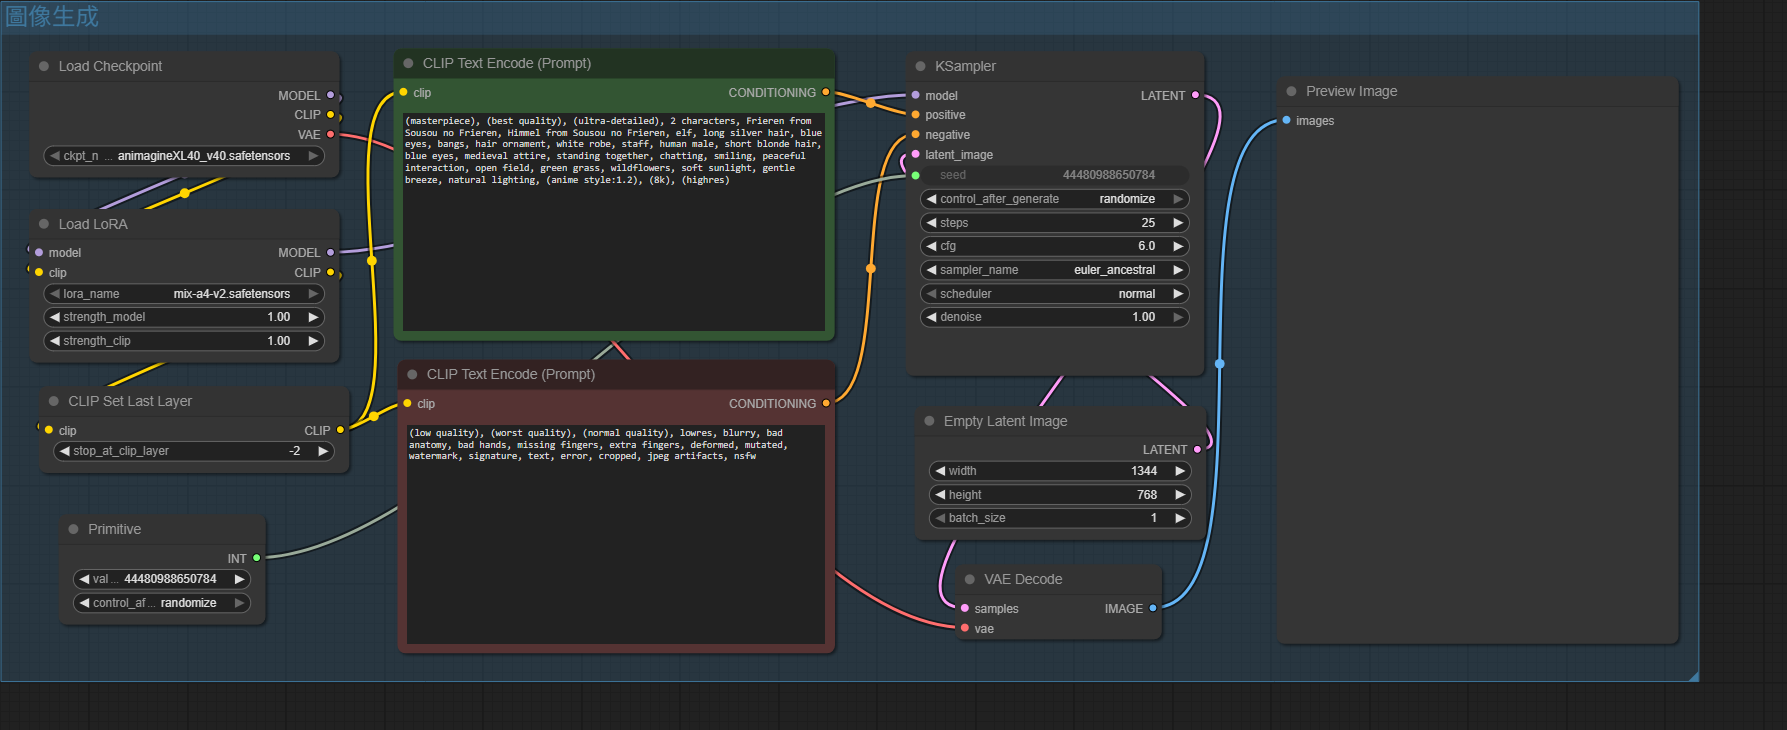 圖像生成
Load Checkpoint
MODEL
CLIP
VAE
ckpt_n ... animagineXL40_v40.safetensors
Load LoRA
model MODEL
clip CLIP
lora_name mix-a4-v2.safetensors
strength_model 1.00
strength_clip 1.00
CLIP Set Last Layer
clip CLIP
stop_at_clip_layer -2
Primitive
INT
val ... 44480988650784
control_af ... randomize
CLIP Text Encode (Prompt)
clip CONDITIONING
(masterpiece), (best quality), (ultra-detailed), 2 characters, Frieren from
Sousou no Frieren, Himmel from Sousou no Frieren, elf, long silver hair, blue
eyes, bangs, hair ornament, white robe, staff, human male, short blonde hair,
blue eyes, medieval attire, standing together, chatting, smiling, peaceful
interaction, open field, green grass, wildflowers, soft sunlight, gentle
breeze, natural lighting, (anime style:1.2), (8k), (highres)
CLIP Text Encode (Prompt)
clip CONDITIONING
(low quality), (worst quality), (normal quality), lowres, blurry, bad
anatomy, bad hands, missing fingers, extra fingers, deformed, mutated,
watermark, signature, text, error, cropped, jpeg artifacts, nsfw
KSampler
model LATENT
positive
negative
latent_image
seed 44480988650784
control_after_generate randomize
steps 25
cfg 6.0
sampler_name euler_ancestral
scheduler normal
denoise 1.00
Empty Latent Image
LATENT
width 1344
height 768
batch_size 1
VAE Decode
samples IMAGE
vae
Preview Image
images